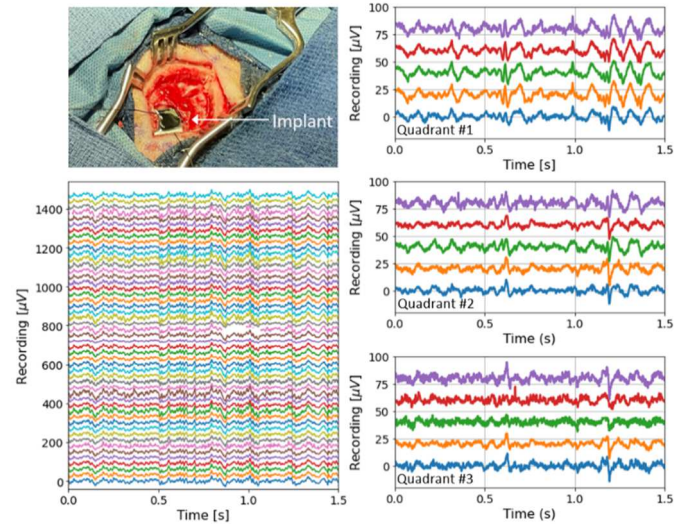 Implant
Recording [µV]
1400
1200
1000
800
600
400
200
0
0.0 0.5 1.0 1.5
Time [s]
Recording [µV]
100
75
50
25
0
Quadrant #1
0.0 0.5 1.0 1.5
Time [s]
Recording [µV]
100
75
50
25
0
Quadrant #2
0.0 0.5 1.0 1.5
Time (s)
Recording [µV]
100
75
50
25
0
Quadrant #3
0.0 0.5 1.0 1.5
Time (s)